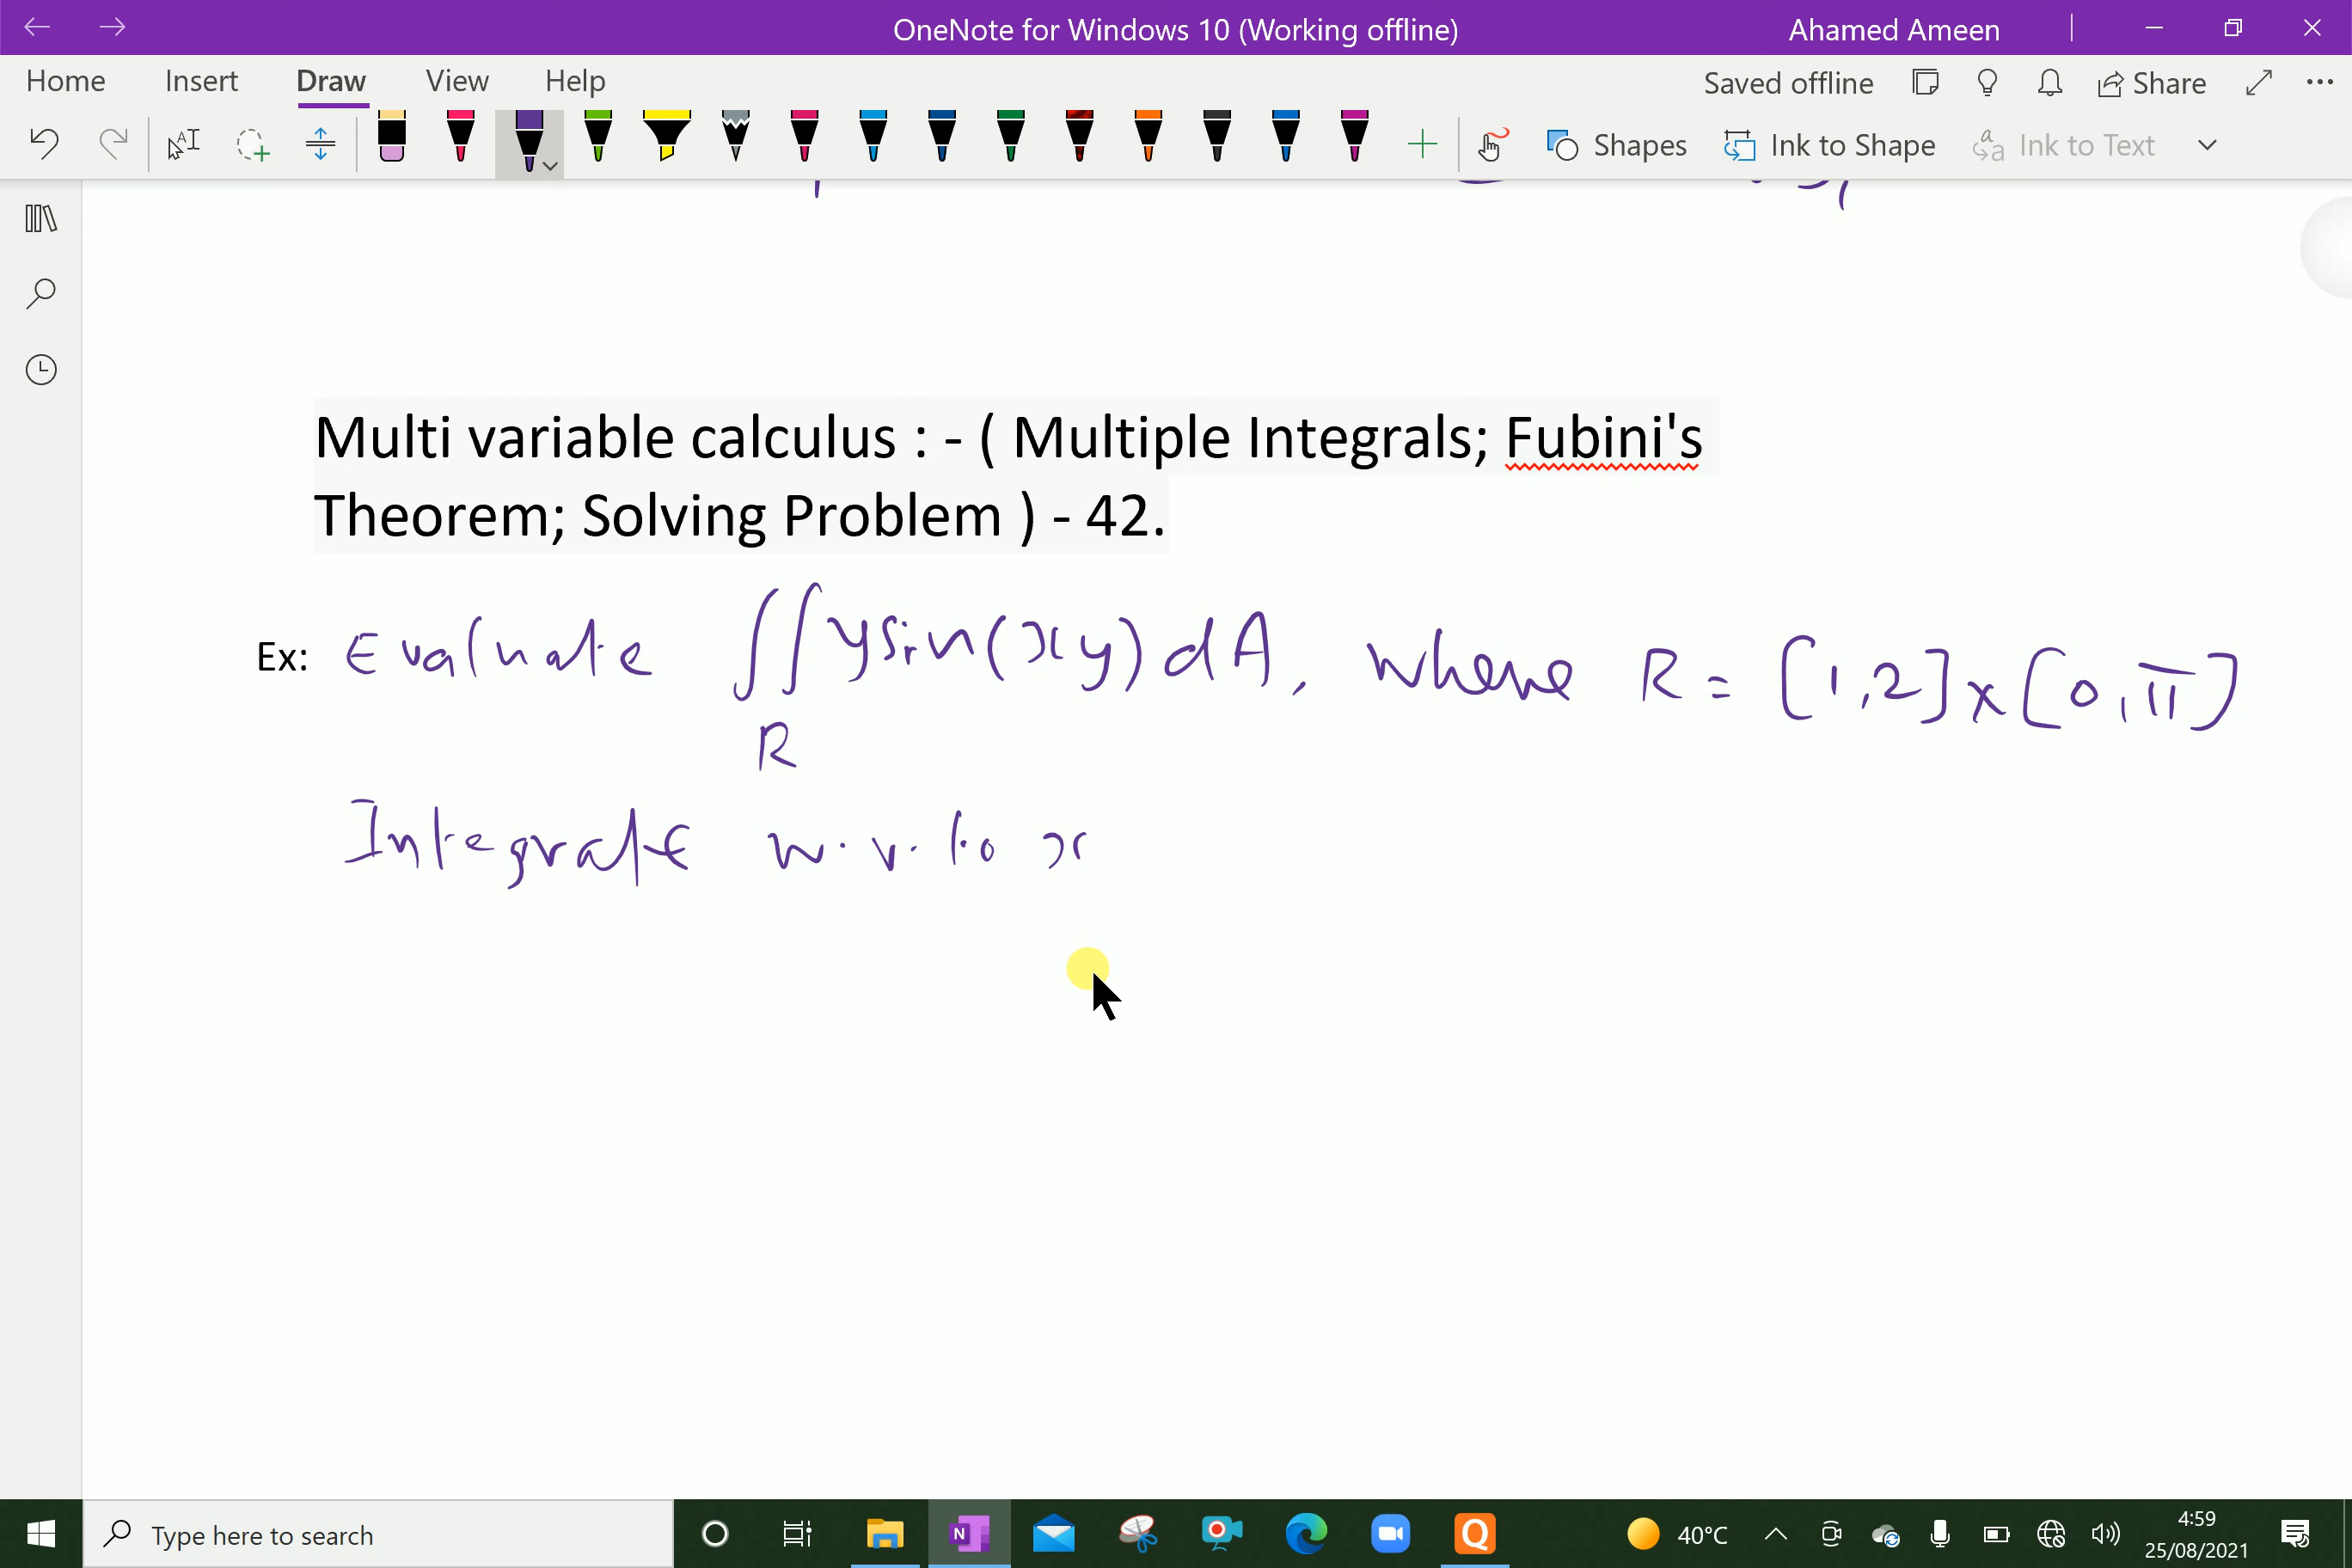 OneNote for Windows 10 (Working offline)
Ahamed Ameen
Home Insert Draw View Help
Saved offline
Share
Shapes
Ink to Shape
Ink to Text
Multi variable calculus : - ( Multiple Integrals; Fubini's
Theorem; Solving Problem ) - 42.
Ex: Evaluate ∬ y sin(xy) dA, where R = [1,2] x [0,π]
R
Integrate w.r.to x
Type here to search
40°C
4:59
25/08/2021